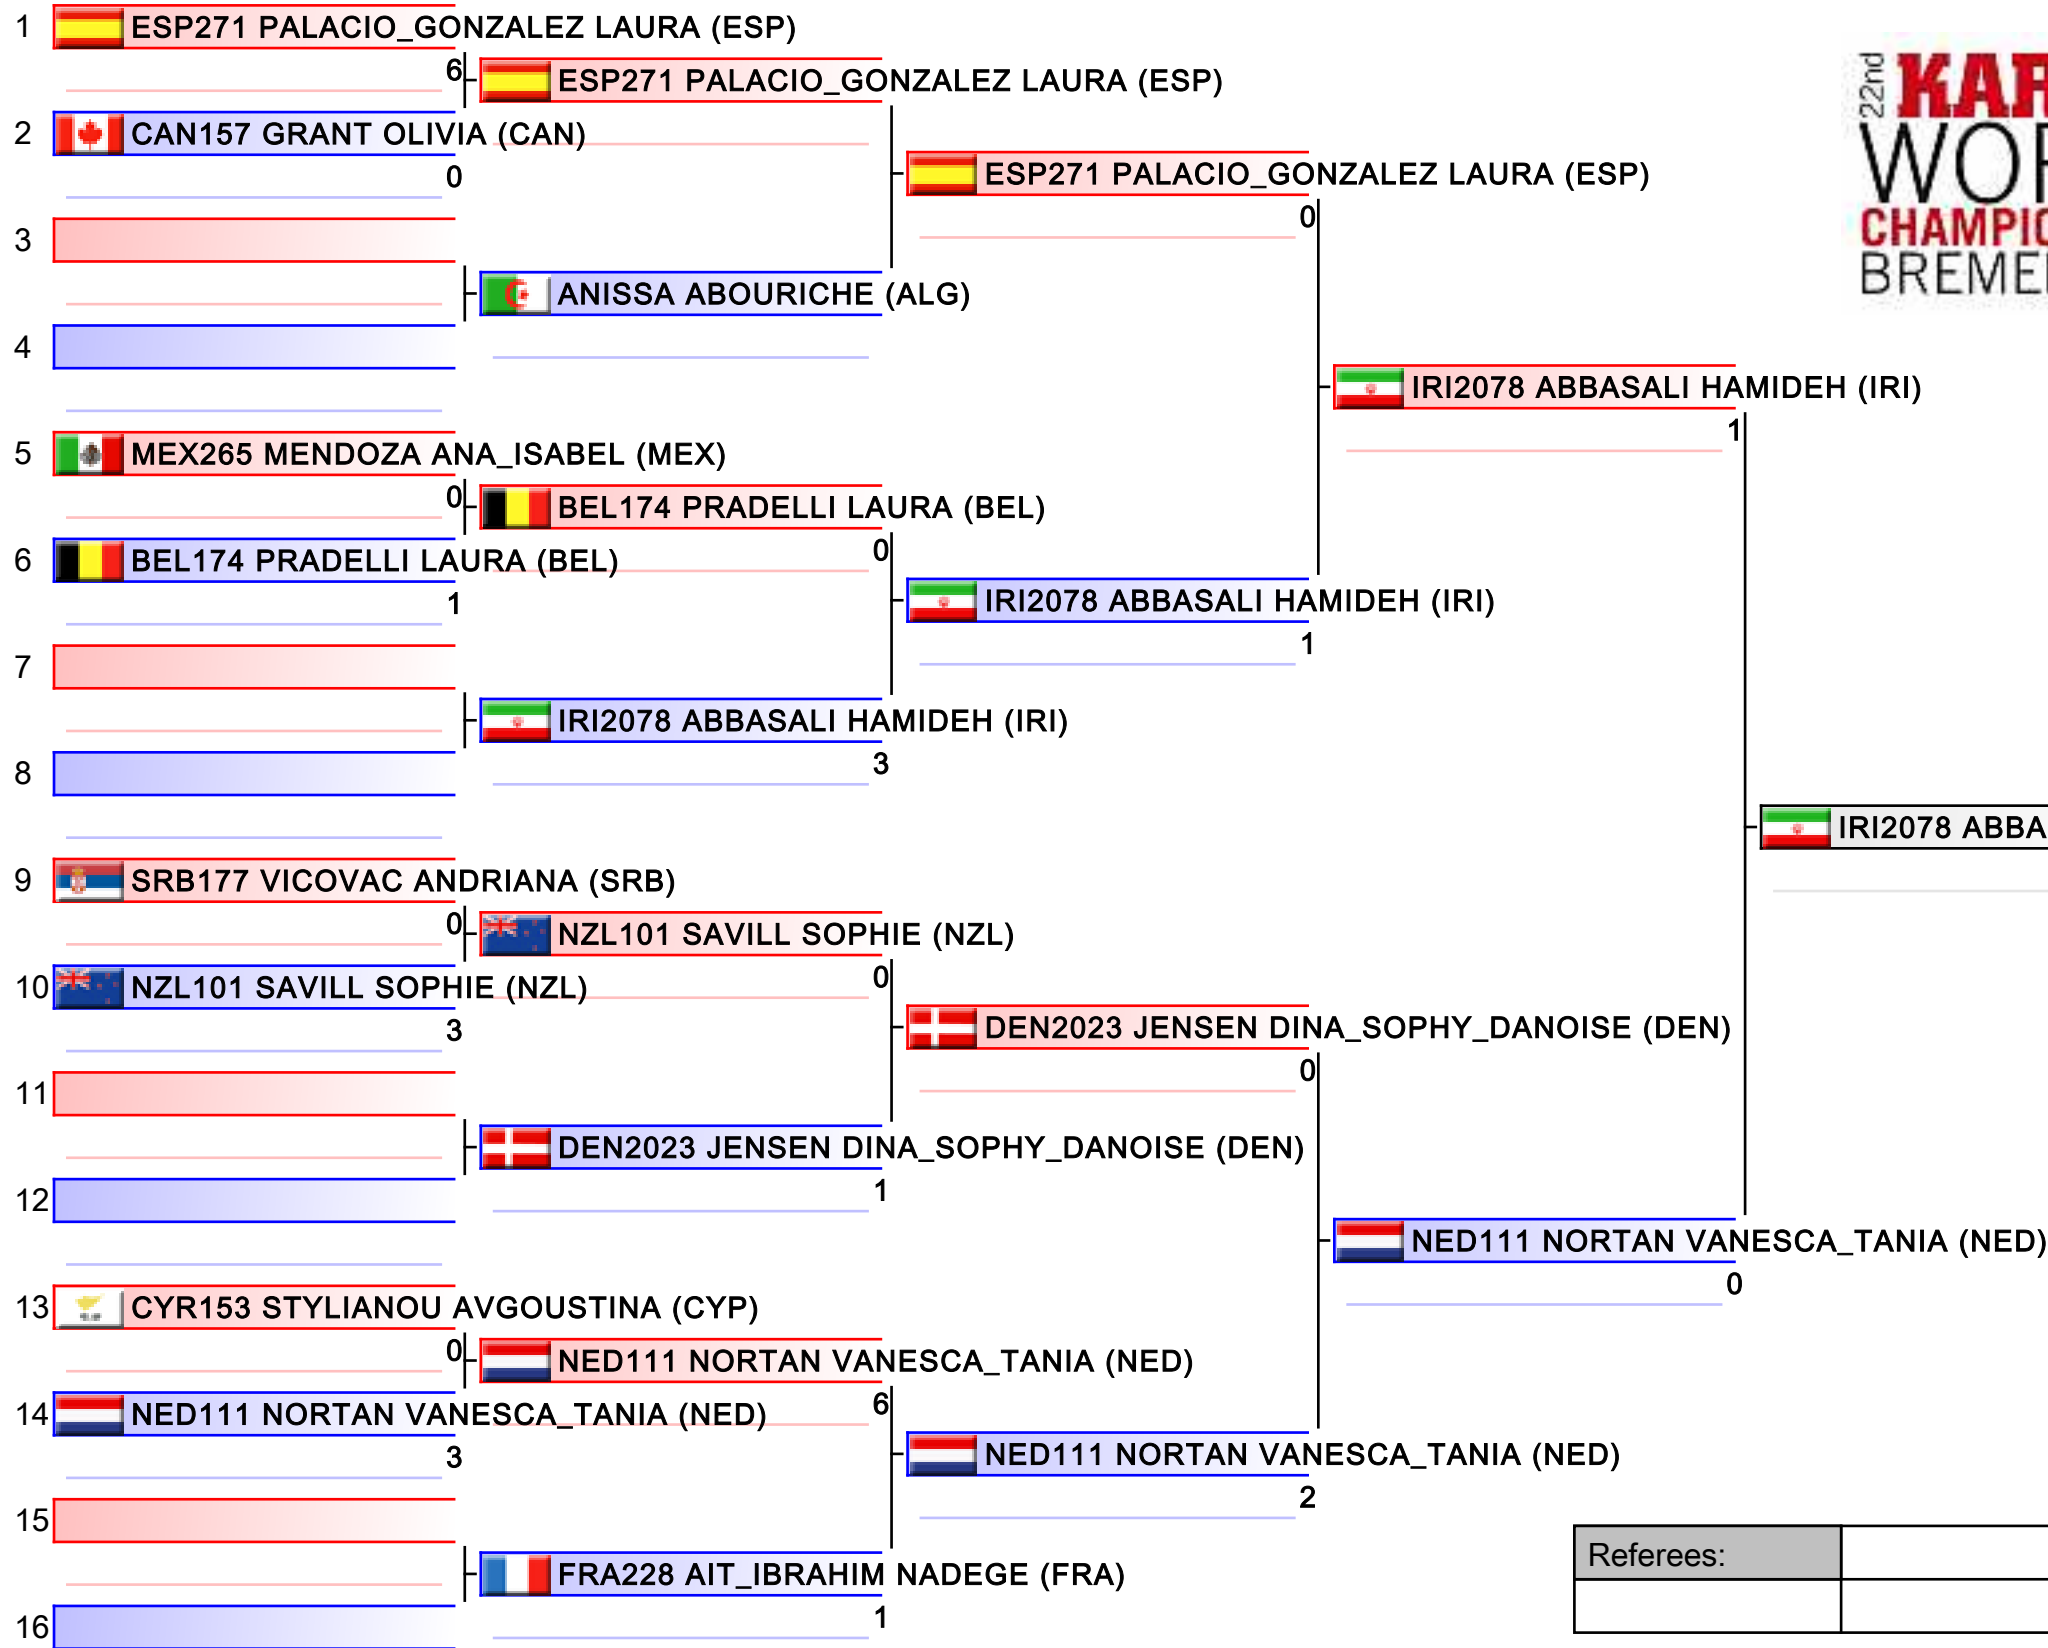 1 ESP271 PALACIO_GONZALEZ LAURA (ESP)
6 ESP271 PALACIO_GONZALEZ LAURA (ESP)
2 CAN157 GRANT OLIVIA (CAN)
0
ESP271 PALACIO_GONZALEZ LAURA (ESP)
0
3
ANISSA ABOURICHE (ALG)
4
22nd KAR
WOR
CHAMPIO
BREME
IRI2078 ABBASALI HAMIDEH (IRI)
1
5 MEX265 MENDOZA ANA_ISABEL (MEX)
0 BEL174 PRADELLI LAURA (BEL)
0
6 BEL174 PRADELLI LAURA (BEL)
1
IRI2078 ABBASALI HAMIDEH (IRI)
1
7
IRI2078 ABBASALI HAMIDEH (IRI)
3
8
IRI2078 ABBA
9 SRB177 VICOVAC ANDRIANA (SRB)
0 NZL101 SAVILL SOPHIE (NZL)
0
10 NZL101 SAVILL SOPHIE (NZL)
3
DEN2023 JENSEN DINA_SOPHY_DANOISE (DEN)
0
11
DEN2023 JENSEN DINA_SOPHY_DANOISE (DEN)
1
12
NED111 NORTAN VANESCA_TANIA (NED)
0
13 CYR153 STYLIANOU AVGOUSTINA (CYP)
0 NED111 NORTAN VANESCA_TANIA (NED)
6
14 NED111 NORTAN VANESCA_TANIA (NED)
3
NED111 NORTAN VANESCA_TANIA (NED)
2
15
FRA228 AIT_IBRAHIM NADEGE (FRA)
1
16
Referees: